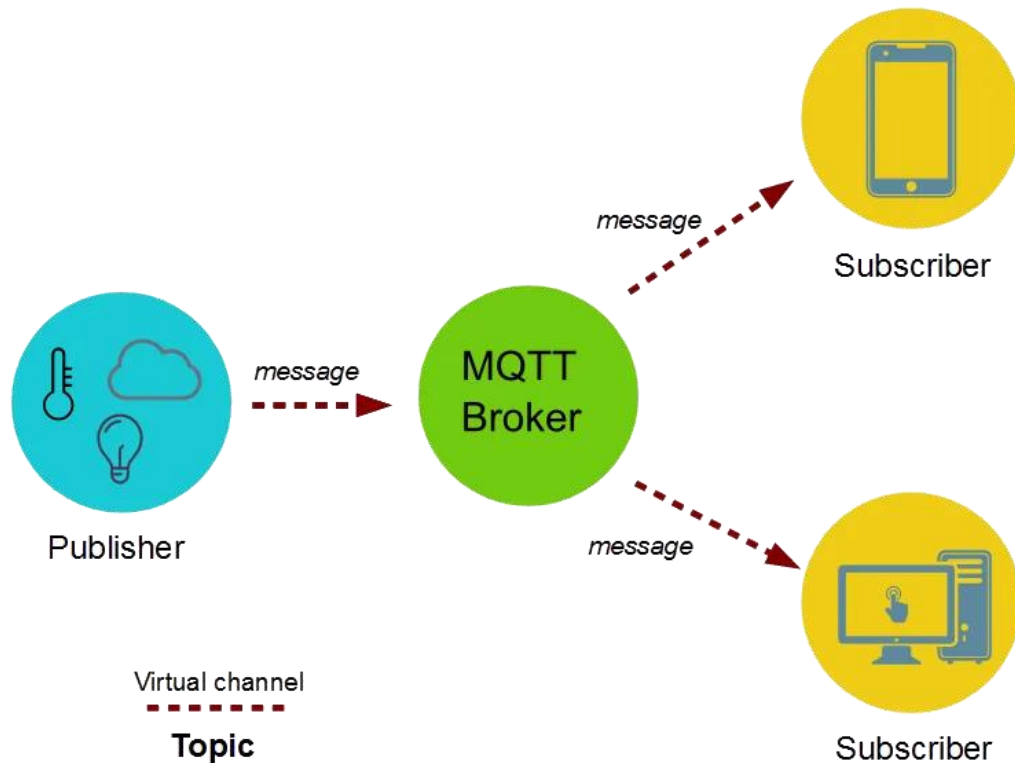 Subscriber
message
message
MQTT
Broker
Publisher
message
Virtual channel
Topic
Subscriber